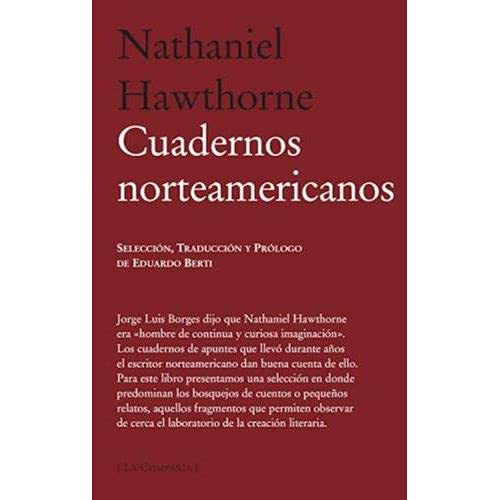 Nathaniel
Hawthorne
Cuadernos
norteamericanos
Selección, Traducción y Prólogo
de Eduardo Berti
Jorge Luis Borges dijo que Nathaniel Hawthorne
era «hombre de continua y curiosa imaginación».
Los cuadernos de apuntes que llevó durante años
el escritor norteamericano dan buena cuenta de ello.
Para este libro presentamos una selección en donde
predominan los bosquejos de cuentos o pequeños
relatos, aquellos fragmentos que permiten observar
de cerca el laboratorio de la creación literaria.
[ La Compañía ]